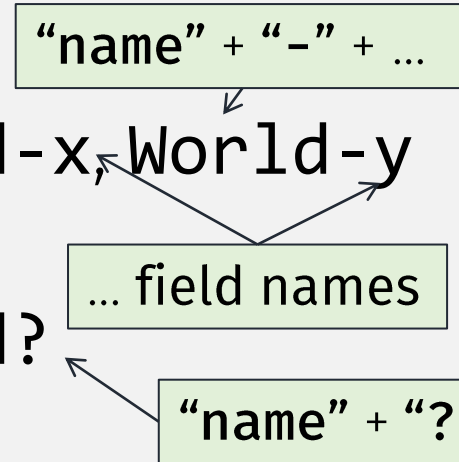 “name” + “-” + ...
d-x, World-y
... field names
d?
“name” + “?